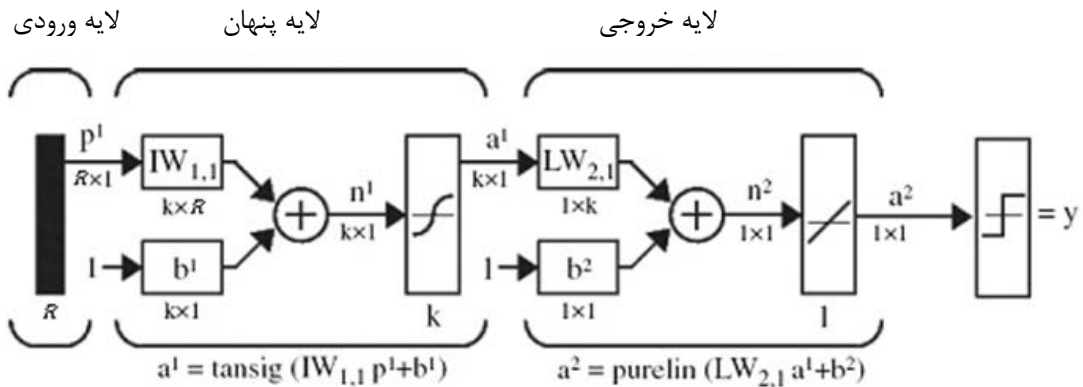 لایه ورودی
لایه پنهان
لایه خروجی
p¹
R×1
IW₁,₁
k×R
1
b¹
k×1
R
n¹
k×1
k
a¹
k×1
LW₂,₁
1×k
1
b²
1×1
n²
1×1
1
a²
1×1
= y
a¹ = tansig (IW₁,₁ p¹+b¹)
a² = purelin (LW₂,₁ a¹+b²)